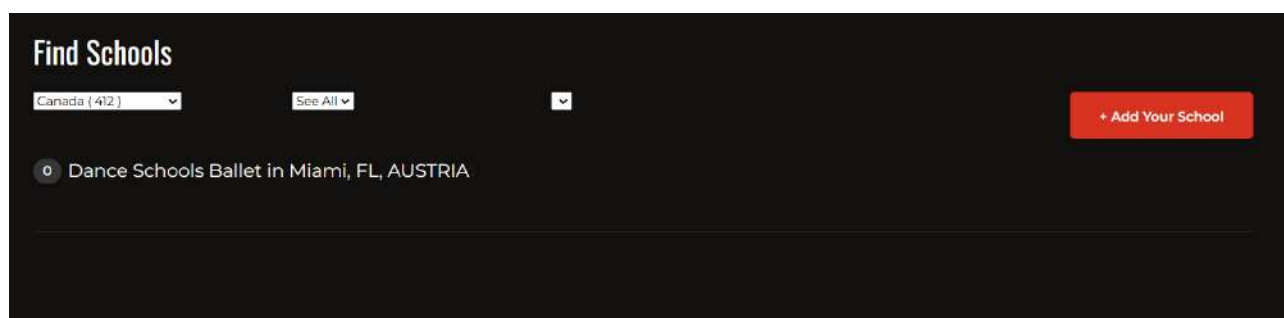 Find Schools
Canada ( 412 )
See All
+ Add Your School
0 Dance Schools Ballet in Miami, FL, AUSTRIA